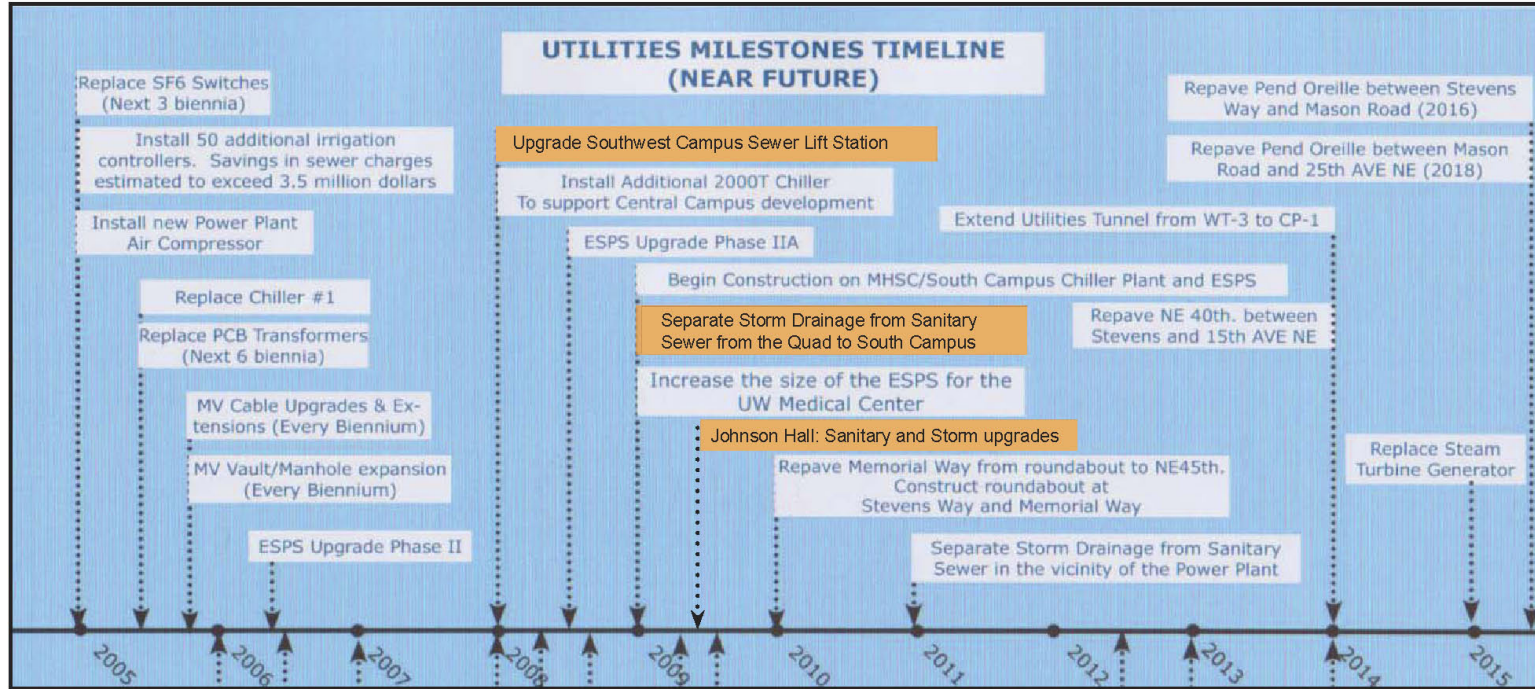 UTILITIES MILESTONES TIMELINE
(NEAR FUTURE)
Replace SF6 Switches
(Next 3 biennia)
Install 50 additional irrigation
controllers. Savings in sewer charges
estimated to exceed 3.5 million dollars
Install new Power Plant
Air Compressor
Replace Chiller #1
Replace PCB Transformers
(Next 6 biennia)
MV Cable Upgrades & Ex-
tensions (Every Biennium)
MV Vault/Manhole expansion
(Every Biennium)
ESPS Upgrade Phase II
Upgrade Southwest Campus Sewer Lift Station
Install Additional 2000T Chiller
To support Central Campus development
ESPS Upgrade Phase IIA
Begin Construction on MHSC/South Campus Chiller Plant and ESPS
Separate Storm Drainage from Sanitary
Sewer from the Quad to South Campus
Increase the size of the ESPS for the
UW Medical Center
Johnson Hall: Sanitary and Storm upgrades
Repave Memorial Way from roundabout to NE45th.
Construct roundabout at
Stevens Way and Memorial Way
Separate Storm Drainage from Sanitary
Sewer in the vicinity of the Power Plant
Repave Pend Oreille between Stevens
Way and Mason Road (2016)
Repave Pend Oreille between Mason
Road and 25th AVE NE (2018)
Extend Utilities Tunnel from WT-3 to CP-1
Repave NE 40th. between
Stevens and 15th AVE NE
Replace Steam
Turbine Generator
2005
2006
2007
2008
2009
2010
2011
2012
2013
2014
2015